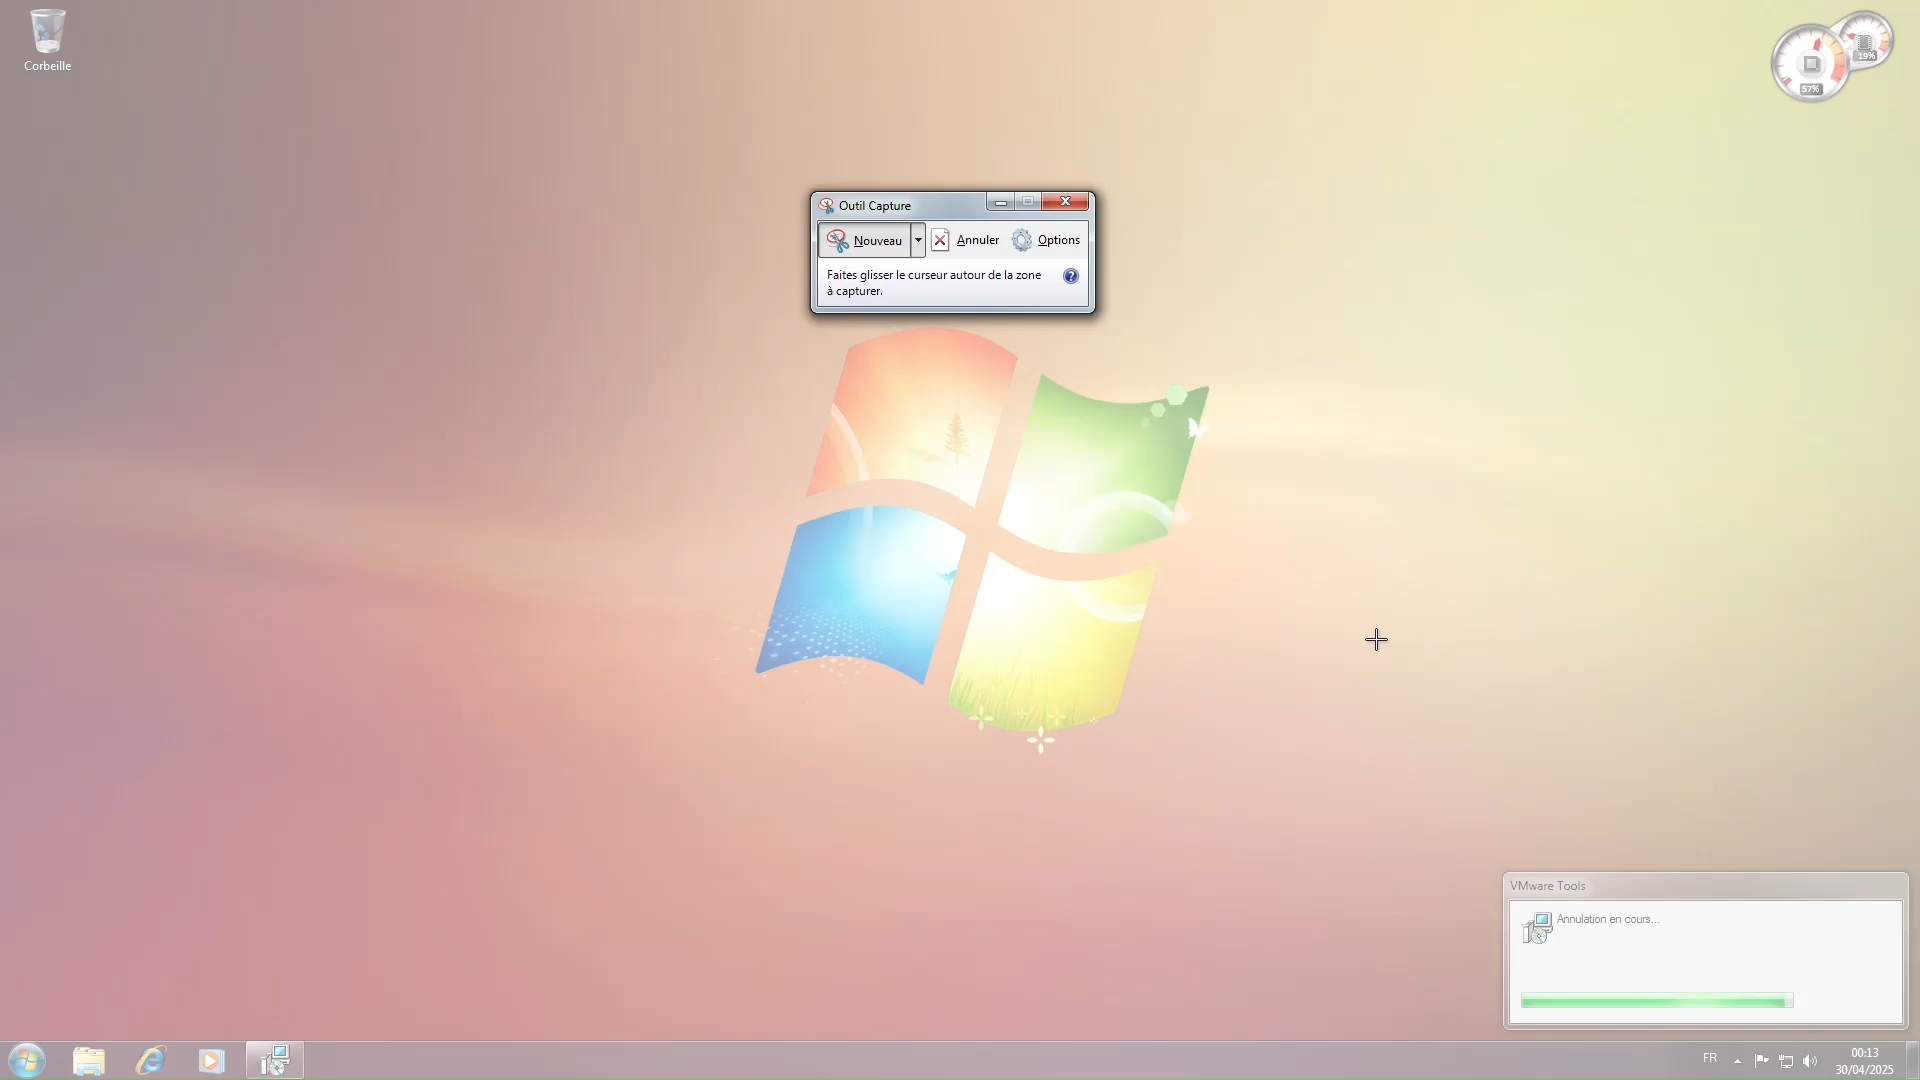 Corbeille
19%
57%
Outil Capture
Nouveau
Annuler
Options
Faites glisser le curseur autour de la zone
à capturer.
VMware Tools
Annulation en cours...
FR
00:13
30/04/2025